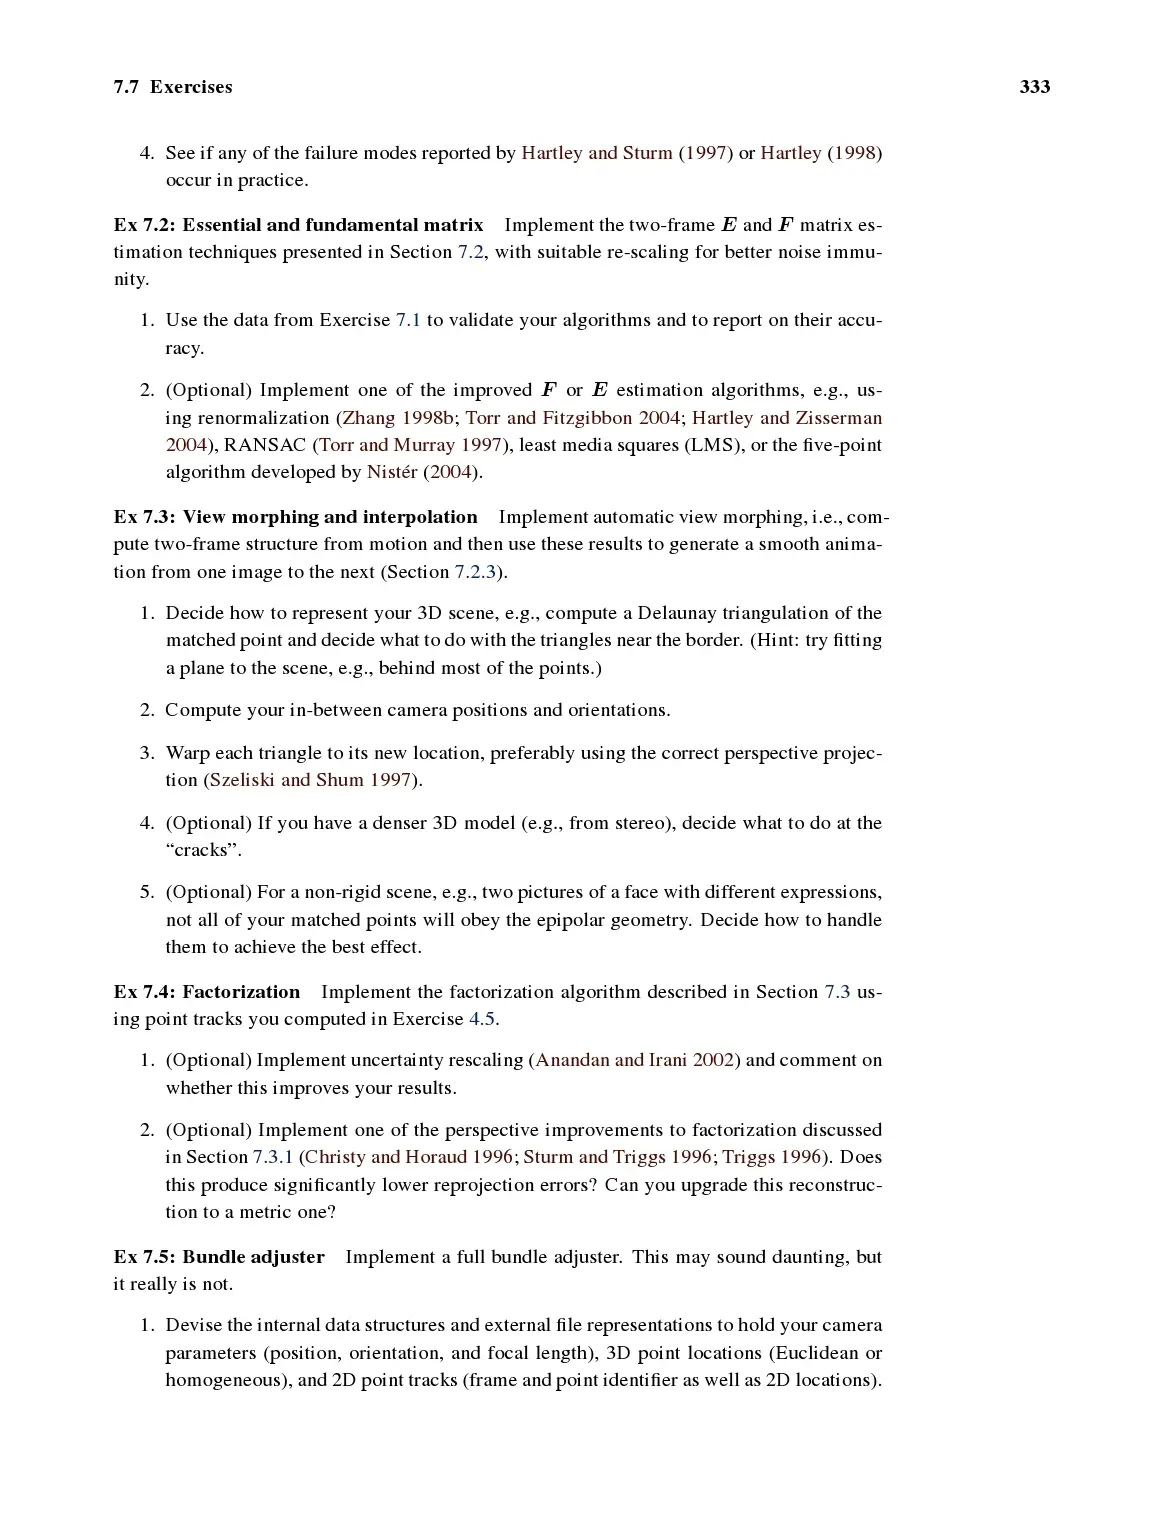 7.7 Exercises 333
4. See if any of the failure modes reported by Hartley and Sturm (1997) or Hartley (1998)
occur in practice.
Ex 7.2: Essential and fundamental matrix Implement the two-frame E and F matrix es-
timation techniques presented in Section 7.2, with suitable re-scaling for better noise immu-
nity.
1. Use the data from Exercise 7.1 to validate your algorithms and to report on their accu-
racy.
2. (Optional) Implement one of the improved F or E estimation algorithms, e.g., us-
ing renormalization (Zhang 1998b; Torr and Fitzgibbon 2004; Hartley and Zisserman
2004), RANSAC (Torr and Murray 1997), least media squares (LMS), or the five-point
algorithm developed by Nistér (2004).
Ex 7.3: View morphing and interpolation Implement automatic view morphing, i.e., com-
pute two-frame structure from motion and then use these results to generate a smooth anima-
tion from one image to the next (Section 7.2.3).
1. Decide how to represent your 3D scene, e.g., compute a Delaunay triangulation of the
matched point and decide what to do with the triangles near the border. (Hint: try fitting
a plane to the scene, e.g., behind most of the points.)
2. Compute your in-between camera positions and orientations.
3. Warp each triangle to its new location, preferably using the correct perspective projec-
tion (Szeliski and Shum 1997).
4. (Optional) If you have a denser 3D model (e.g., from stereo), decide what to do at the
“cracks”.
5. (Optional) For a non-rigid scene, e.g., two pictures of a face with different expressions,
not all of your matched points will obey the epipolar geometry. Decide how to handle
them to achieve the best effect.
Ex 7.4: Factorization Implement the factorization algorithm described in Section 7.3 us-
ing point tracks you computed in Exercise 4.5.
1. (Optional) Implement uncertainty rescaling (Anandan and Irani 2002) and comment on
whether this improves your results.
2. (Optional) Implement one of the perspective improvements to factorization discussed
in Section 7.3.1 (Christy and Horaud 1996; Sturm and Triggs 1996; Triggs 1996). Does
this produce significantly lower reprojection errors? Can you upgrade this reconstruc-
tion to a metric one?
Ex 7.5: Bundle adjuster Implement a full bundle adjuster. This may sound daunting, but
it really is not.
1. Devise the internal data structures and external file representations to hold your camera
parameters (position, orientation, and focal length), 3D point locations (Euclidean or
homogeneous), and 2D point tracks (frame and point identifier as well as 2D locations).